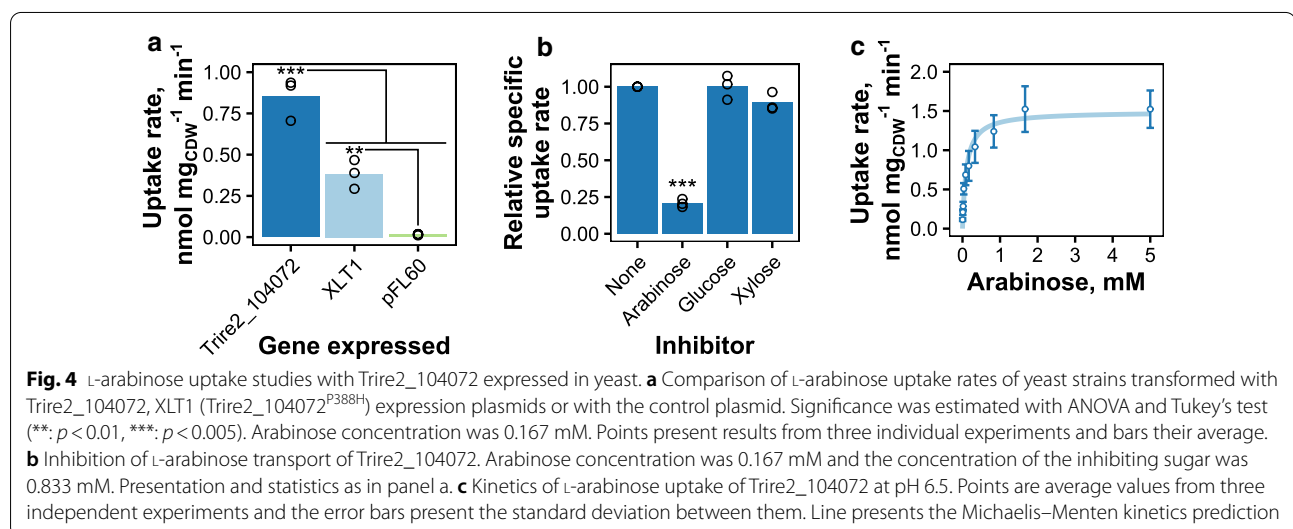 a
Uptake rate,
nmol mg_CDW^-1 min^-1
1.00
0.75
0.50
0.25
0.00
***
**
Trire2_104072
XLT1
pFL60
Gene expressed
b
Relative specific
uptake rate
1.00
0.75
0.50
0.25
0.00
***
None
Arabinose
Glucose
Xylose
Inhibitor
c
Uptake rate,
nmol mg_CDW^-1 min^-1
2.0
1.5
1.0
0.5
0.0
0 1 2 3 4 5
Arabinose, mM
Fig. 4 L-arabinose uptake studies with Trire2_104072 expressed in yeast. a Comparison of L-arabinose uptake rates of yeast strains transformed with
Trire2_104072, XLT1 (Trire2_104072^P388H) expression plasmids or with the control plasmid. Significance was estimated with ANOVA and Tukey's test
(**: p < 0.01, ***: p < 0.005). Arabinose concentration was 0.167 mM. Points present results from three individual experiments and bars their average.
b Inhibition of L-arabinose transport of Trire2_104072. Arabinose concentration was 0.167 mM and the concentration of the inhibiting sugar was
0.833 mM. Presentation and statistics as in panel a. c Kinetics of L-arabinose uptake of Trire2_104072 at pH 6.5. Points are average values from three
independent experiments and the error bars present the standard deviation between them. Line presents the Michaelis–Menten kinetics prediction